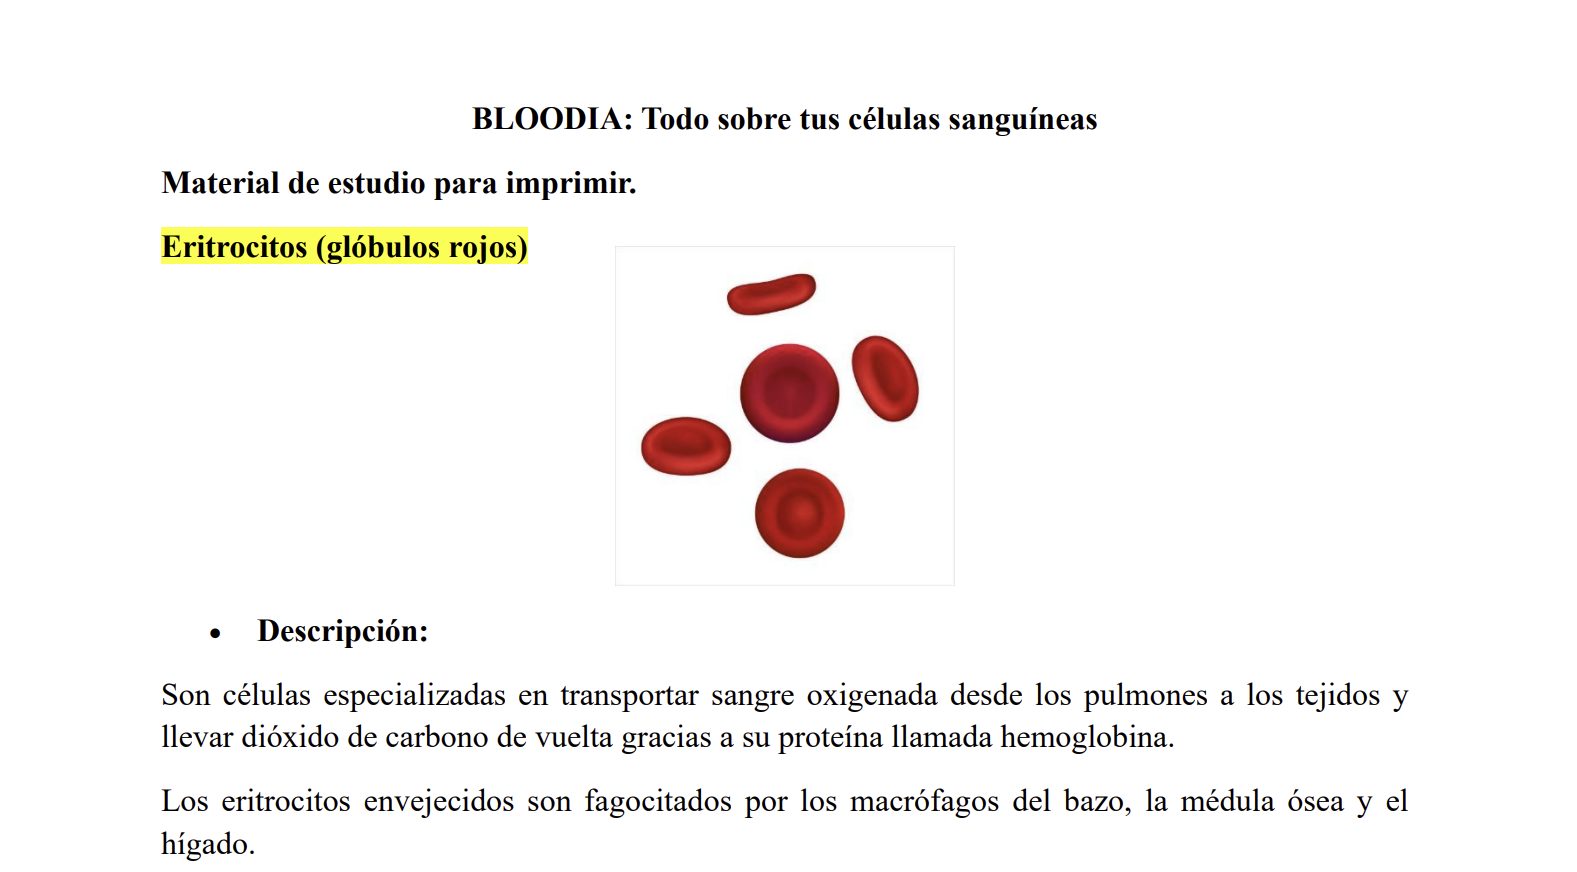 BLOODIA: Todo sobre tus células sanguíneas
Material de estudio para imprimir.
Eritrocitos (glóbulos rojos)
• Descripción:
Son células especializadas en transportar sangre oxigenada desde los pulmones a los tejidos y
llevar dióxido de carbono de vuelta gracias a su proteína llamada hemoglobina.
Los eritrocitos envejecidos son fagocitados por los macrófagos del bazo, la médula ósea y el
hígado.